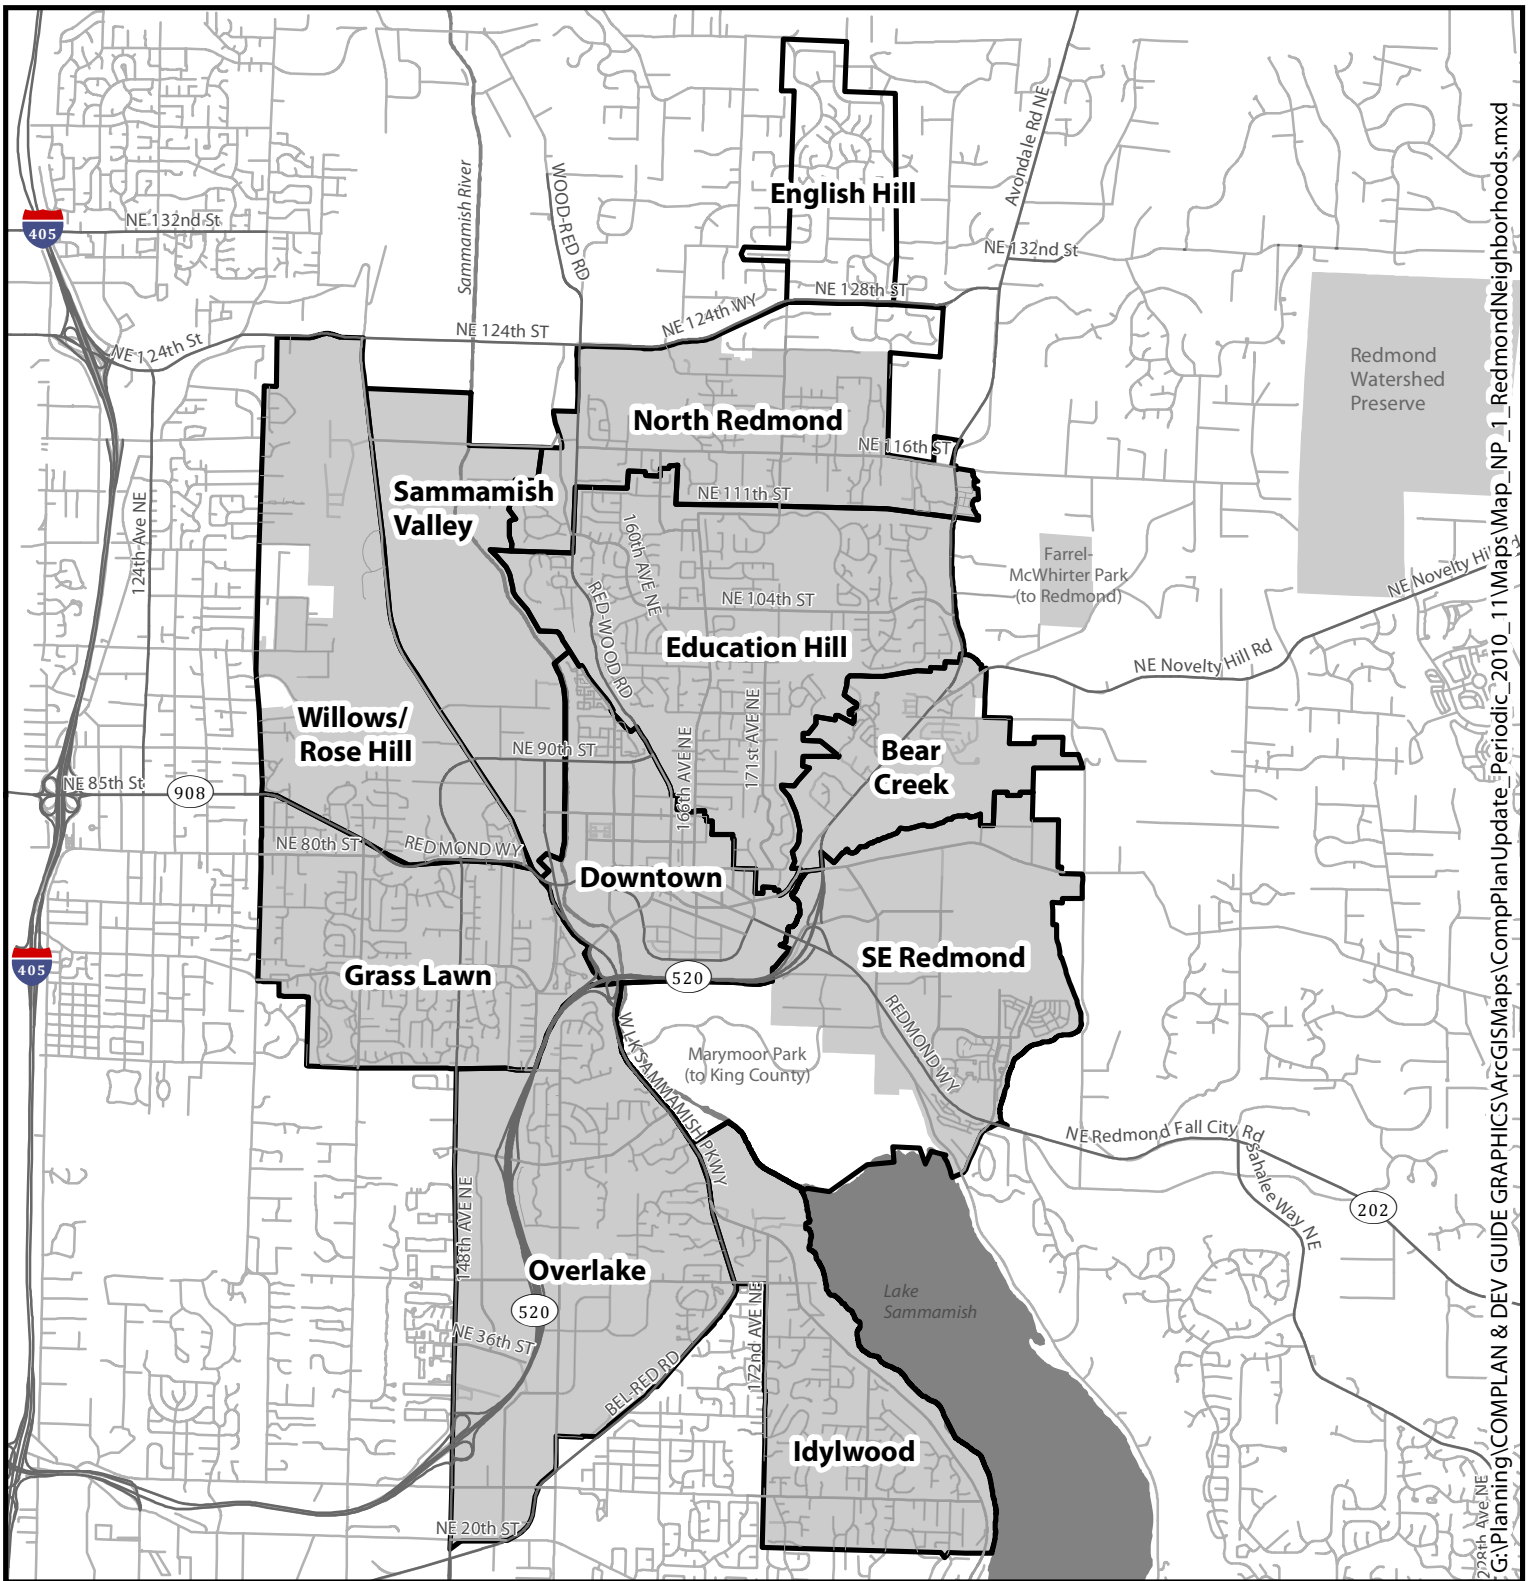 English Hill
Avondale Rd NE
Sammamish River
WOOD-RED RD
405
NE 132nd St
NE 132nd St
NE 128th ST
NE 124th WY
NE 124th ST
NE 124th St
Redmond
Watershed
Preserve
North Redmond
NE 116th ST
Sammamish
Valley
NE 111th ST
124th Ave NE
160th AVE NE
Farrel-
McWhirter Park
(to Redmond)
NE Novelty Hill Rd
RED-WOOD RD
NE 104th ST
Education Hill
NE Novelty Hill Rd
Willows/
Rose Hill
NE 90th ST
166th AVE NE
171st AVE NE
Bear
Creek
NE 85th St
908
NE 80th ST
REDMOND WY
Downtown
SE Redmond
405
Grass Lawn
520
REDMOND WY
W LK SAMMAMISH PKWY
Marymoor Park
(to King County)
NE Redmond Fall City Rd
Sahalee Way NE
202
148th AVE NE
Overlake
520
NE 36th ST
BEL-RED RD
172nd AVE NE
Lake
Sammamish
Idylwood
NE 20th ST
228th Ave NE
G:\Planning\COMPLAN & DEV GUIDE GRAPHICS\ArcGISMaps\CompPlanUpdate_Periodic_2010_11\Maps\Map_NP_1_RedmondNeighborhoods.mxd